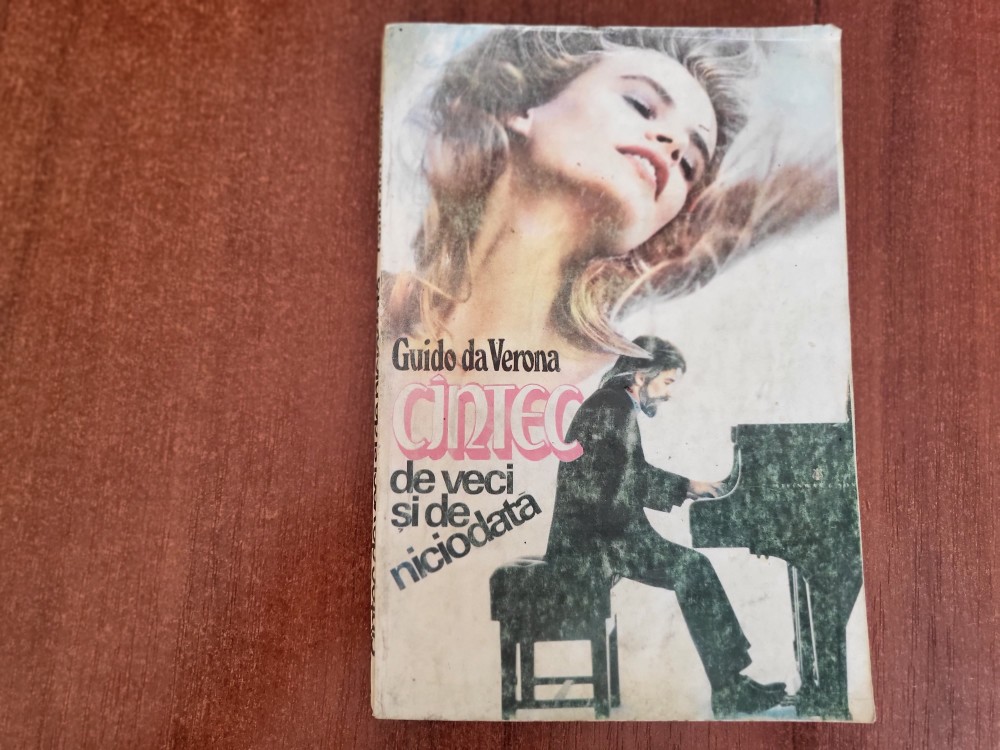 Guido da Verona
CÎNTEC
de veci
și de
niciodată